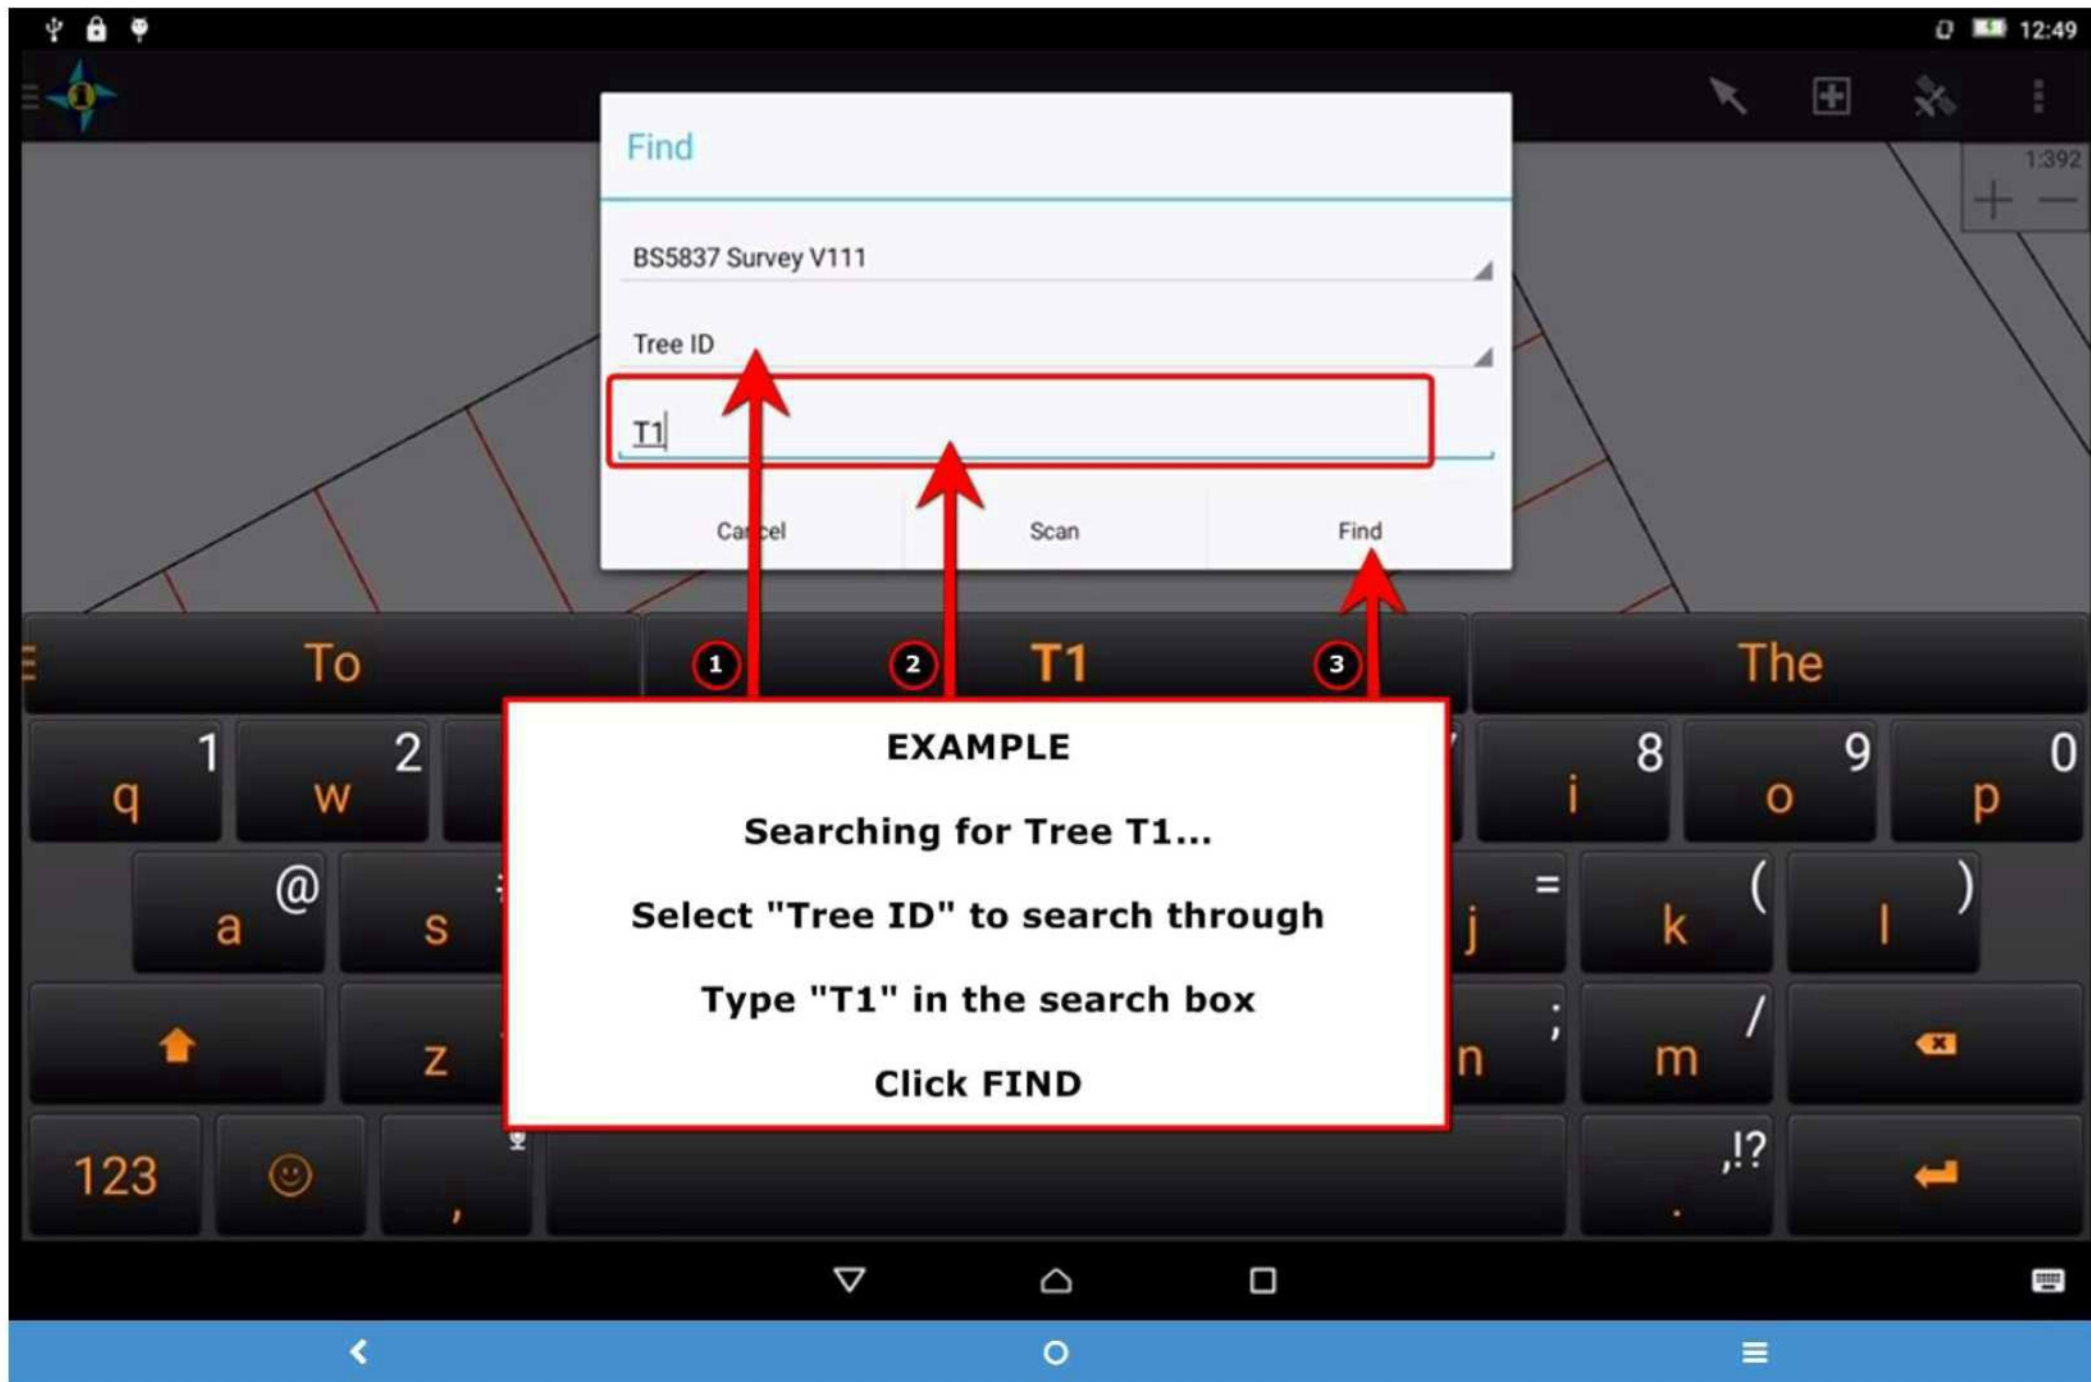 12:49
1:392
Find
BS5837 Survey V111
Tree ID
T1
Cancel
Scan
Find
To
T1
The
1
2
3
EXAMPLE
Searching for Tree T1...
Select "Tree ID" to search through
Type "T1" in the search box
Click FIND
1 2 8 9 0
q w i o p
@ = ( )
a s j k l
; /
z n m
,!?
123 , .